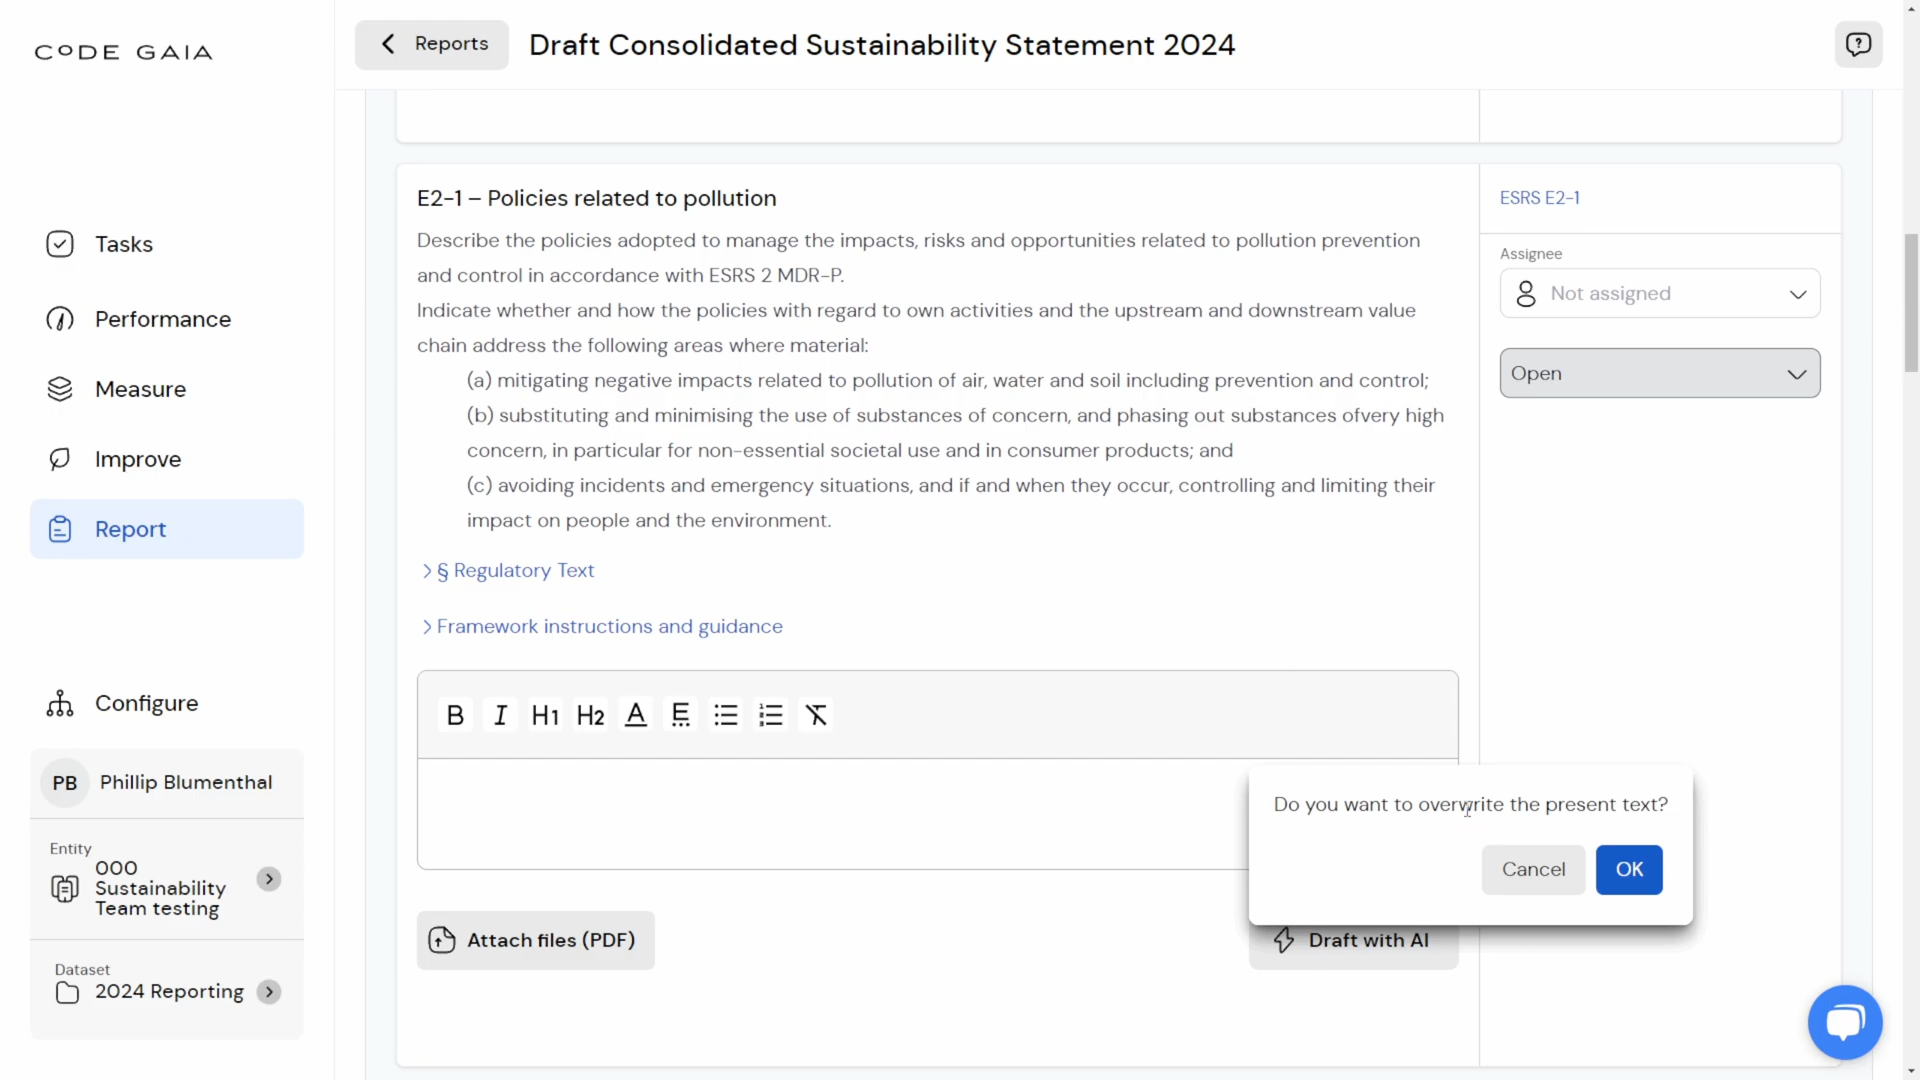 CODE GAIA
Reports
Draft Consolidated Sustainability Statement 2024
Tasks
Performance
Measure
Improve
Report
Configure
PB Phillip Blumenthal
Entity
000
Sustainability
Team testing
Dataset
2024 Reporting
E2-1 – Policies related to pollution
Describe the policies adopted to manage the impacts, risks and opportunities related to pollution prevention
and control in accordance with ESRS 2 MDR-P.
Indicate whether and how the policies with regard to own activities and the upstream and downstream value
chain address the following areas where material:
(a) mitigating negative impacts related to pollution of air, water and soil including prevention and control;
(b) substituting and minimising the use of substances of concern, and phasing out substances ofvery high
concern, in particular for non-essential societal use and in consumer products; and
(c) avoiding incidents and emergency situations, and if and when they occur, controlling and limiting their
impact on people and the environment.
§ Regulatory Text
Framework instructions and guidance
B I H1 H2 A E
Do you want to overwrite the present text?
Cancel OK
Attach files (PDF)
Draft with AI
ESRS E2-1
Assignee
Not assigned
Open